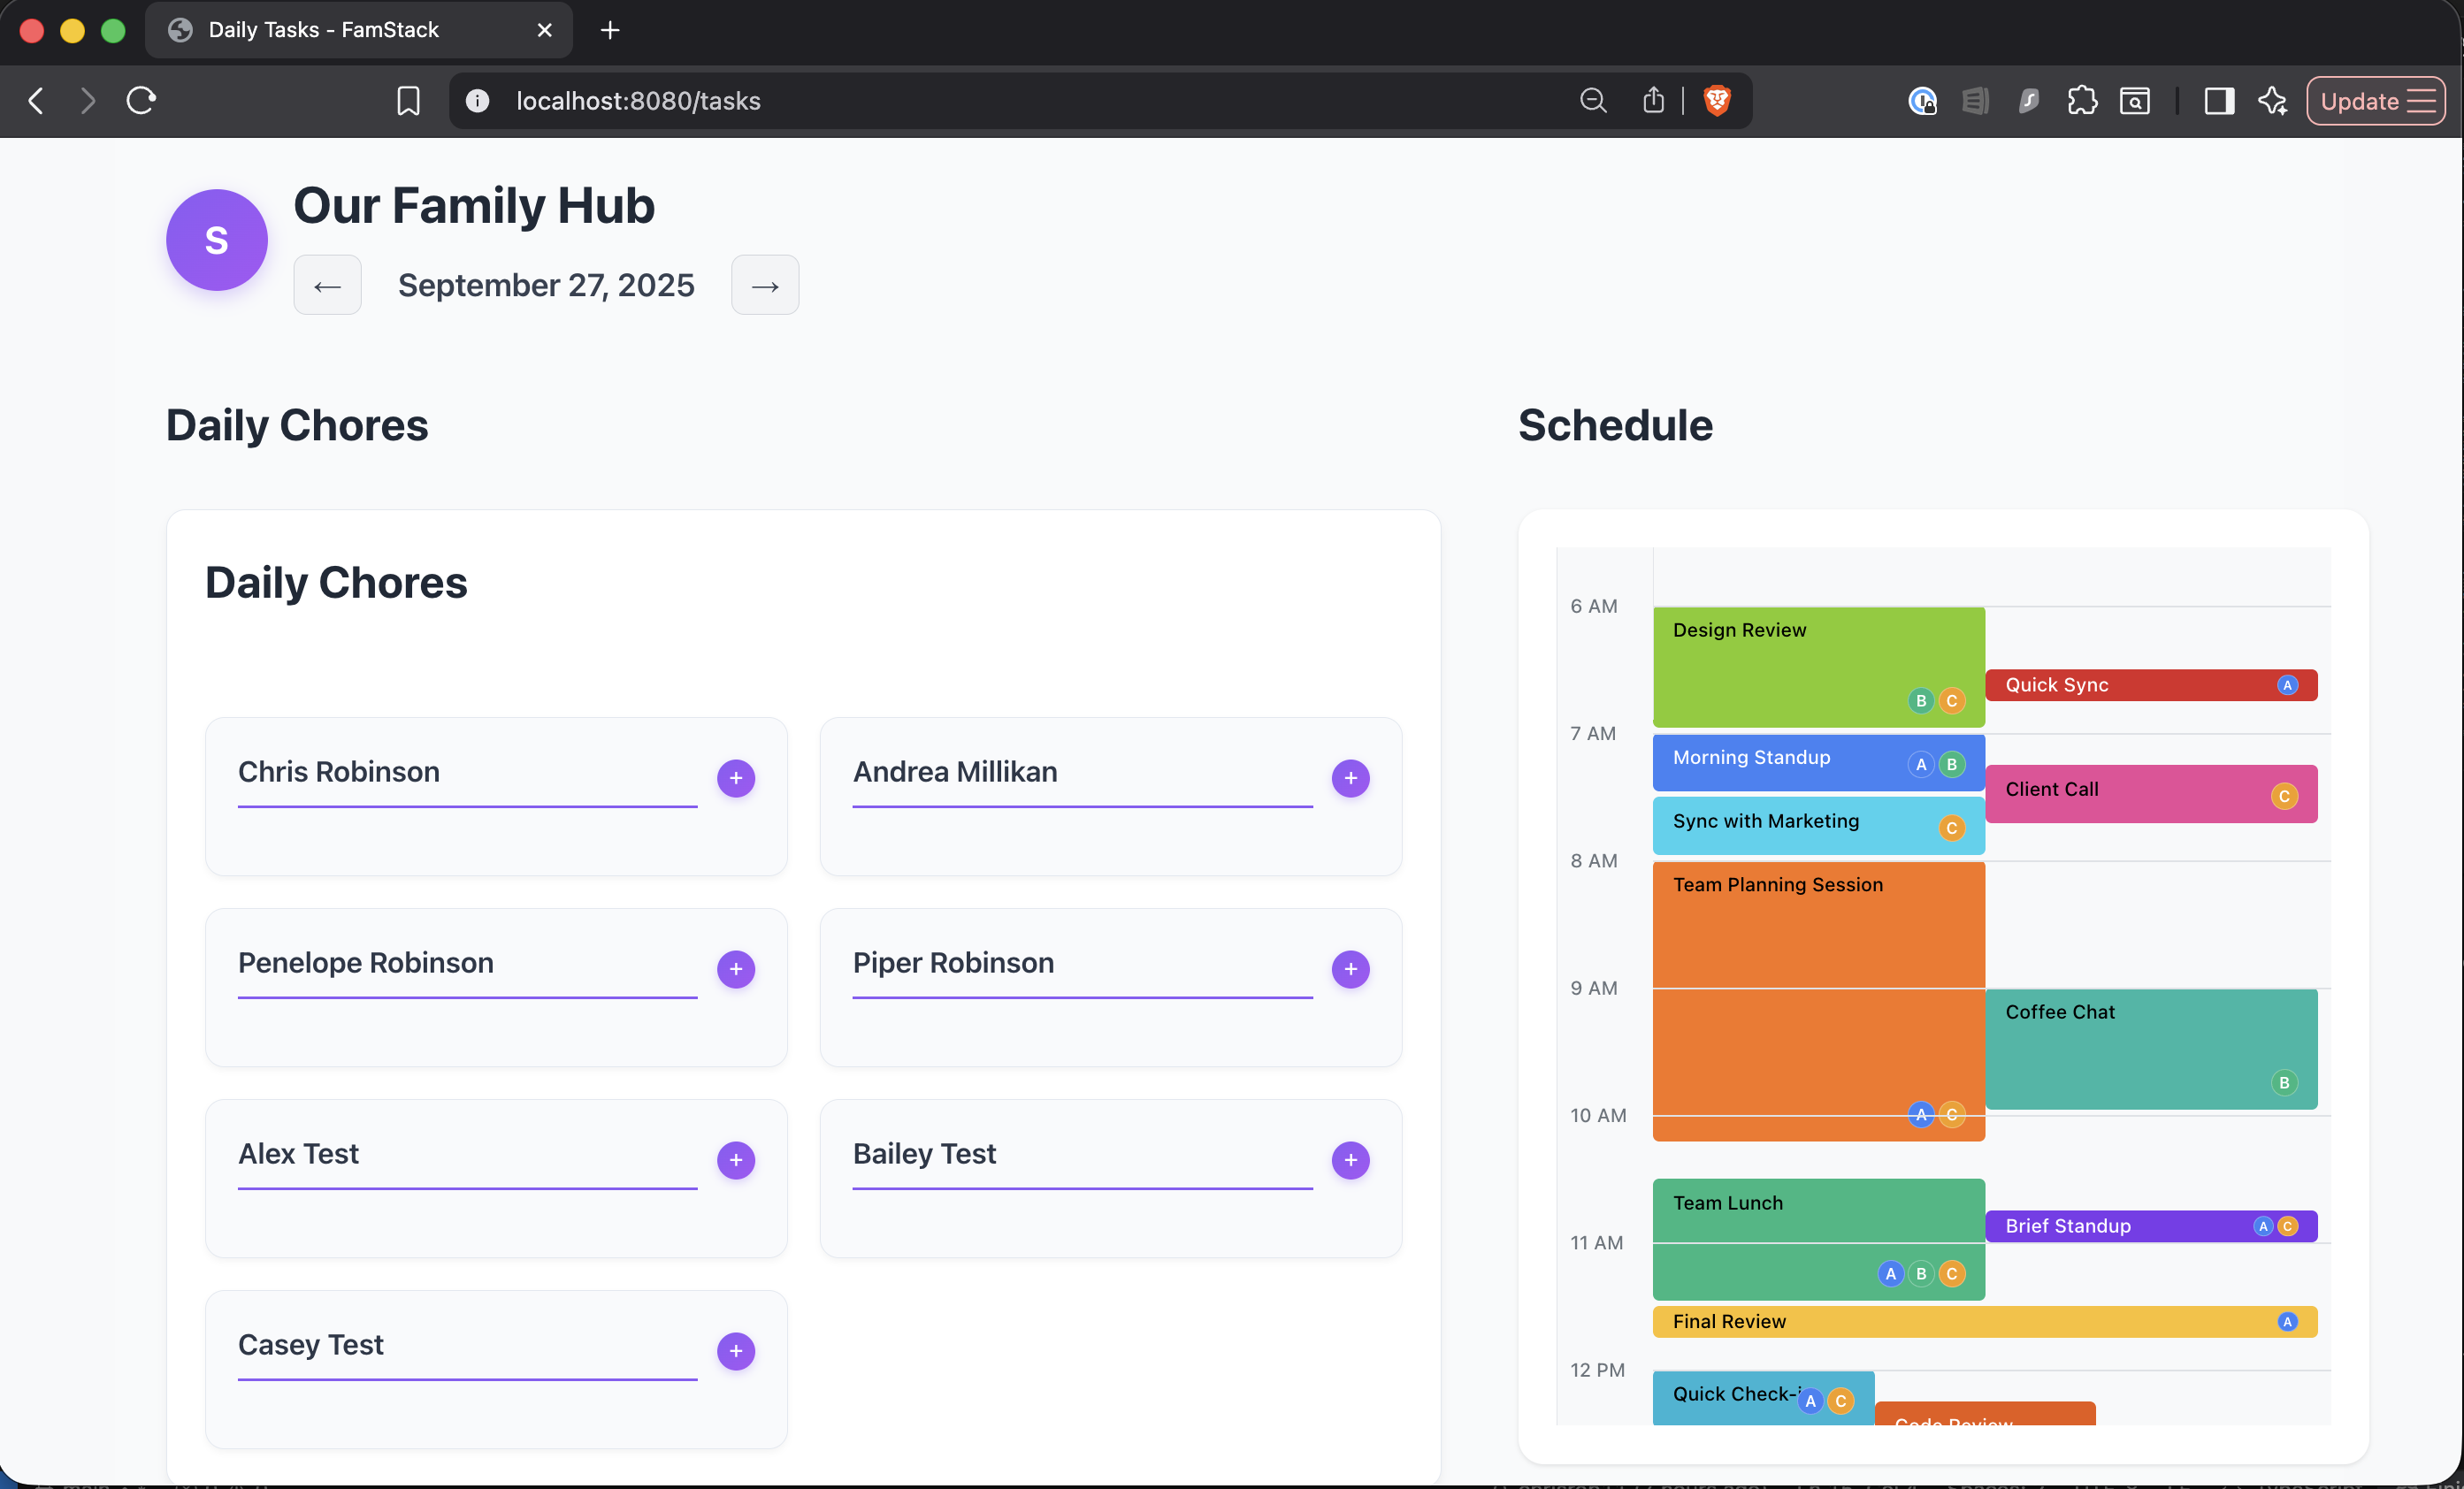 Daily Tasks - FamStack
localhost:8080/tasks
Update
S
Our Family Hub
← September 27, 2025 →
Daily Chores
Daily Chores
Chris Robinson +
Andrea Millikan +
Penelope Robinson +
Piper Robinson +
Alex Test +
Bailey Test +
Casey Test +
Schedule
6 AM
Design Review
B C
Quick Sync A
7 AM
Morning Standup A B
Client Call C
Sync with Marketing C
8 AM
Team Planning Session
9 AM
Coffee Chat
B
10 AM
A C
Team Lunch
Brief Standup A C
11 AM
A B C
Final Review A
12 PM
Quick Check- A C
Code Review